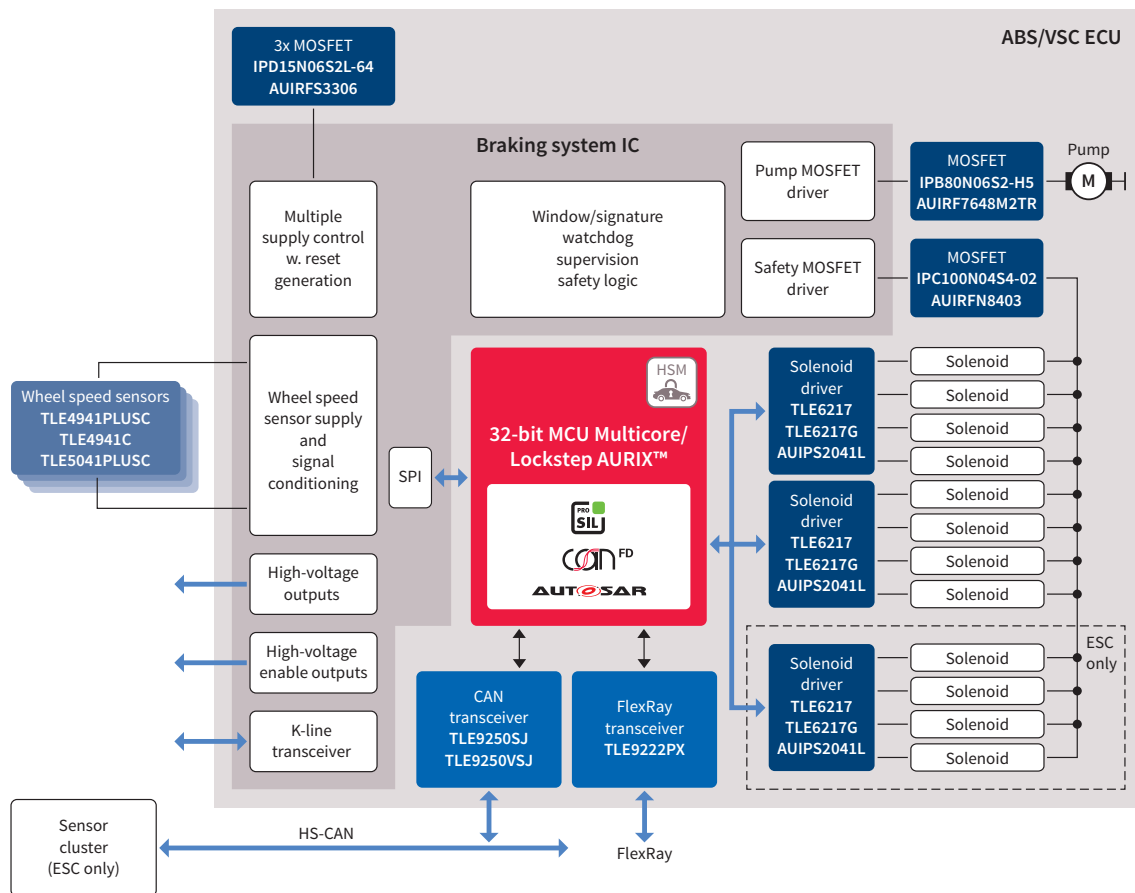 ABS/VSC ECU
3x MOSFET
IPD15N06S2L-64
AUIRFS3306
Braking system IC
Multiple
supply control
w. reset
generation
Window/signature
watchdog
supervision
safety logic
Pump MOSFET
driver
MOSFET
IPB80N06S2-H5
AUIRF7648M2TR
Pump
M
Safety MOSFET
driver
MOSFET
IPC100N04S4-02
AUIRFN8403
Wheel speed sensors
TLE4941PLUSC
TLE4941C
TLE5041PLUSC
Wheel speed
sensor supply
and
signal
conditioning
SPI
HSM
32-bit MCU Multicore/
Lockstep AURIX™
PRO
SIL
CAN FD
AUTOSAR
Solenoid
driver
TLE6217
TLE6217G
AUIPS2041L
Solenoid
Solenoid
Solenoid
Solenoid
Solenoid
driver
TLE6217
TLE6217G
AUIPS2041L
Solenoid
Solenoid
Solenoid
Solenoid
ESC
only
Solenoid
driver
TLE6217
TLE6217G
AUIPS2041L
Solenoid
Solenoid
Solenoid
Solenoid
High-voltage
outputs
High-voltage
enable outputs
K-line
transceiver
CAN
transceiver
TLE9250SJ
TLE9250VSJ
FlexRay
transceiver
TLE9222PX
Sensor
cluster
(ESC only)
HS-CAN
FlexRay